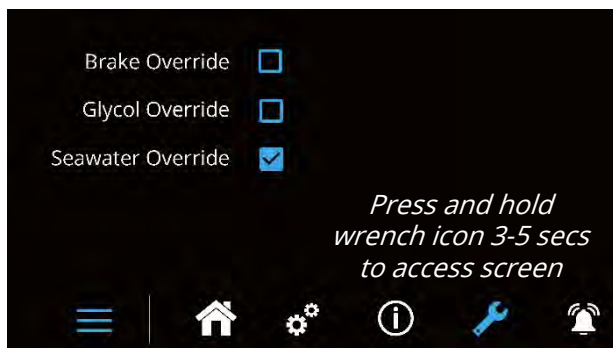 Brake Override
Glycol Override
Seawater Override
Press and hold
wrench icon 3-5 secs
to access screen